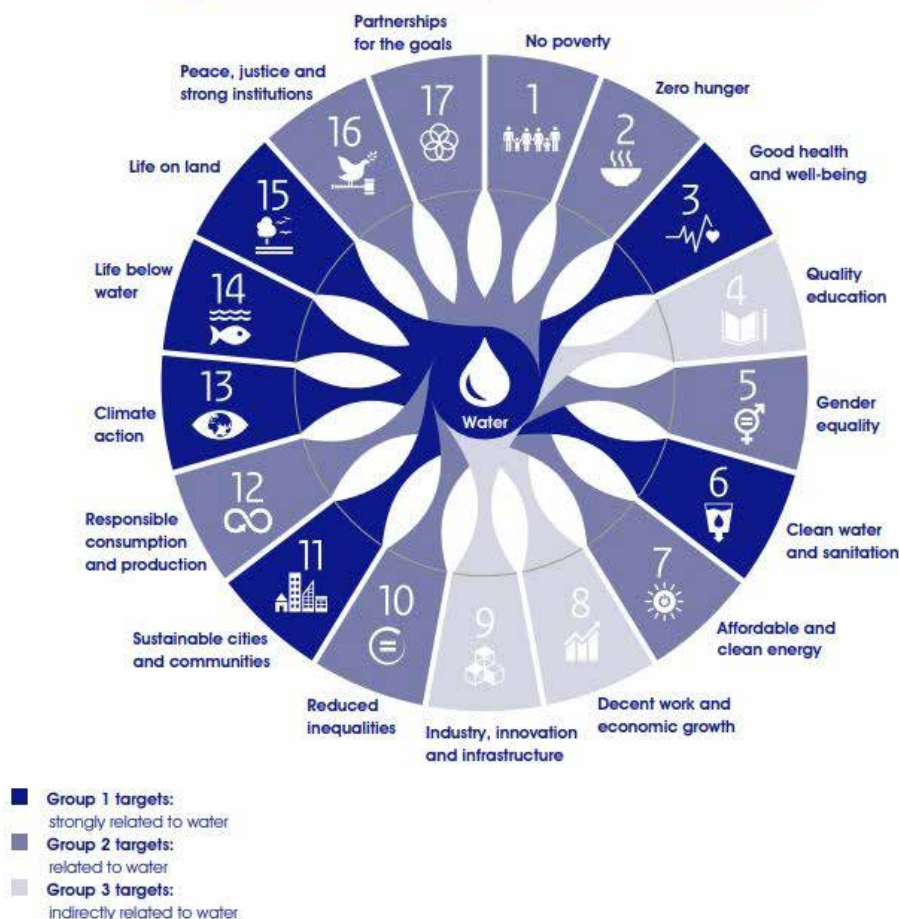 Partnerships
for the goals
No poverty
Peace, justice and
strong institutions
Zero hunger
Life on land
Good health
and well-being
Life below
water
Quality
education
Climate
action
Gender
equality
Responsible
consumption
and production
Clean water
and sanitation
Sustainable cities
and communities
Affordable and
clean energy
Reduced
inequalities
Industry, innovation
and infrastructure
Decent work and
economic growth
17
1
16
2
15
3
14
4
13
5
12
6
11
7
10
8
9
Water
Group 1 targets:
strongly related to water
Group 2 targets:
related to water
Group 3 targets:
indirectly related to water